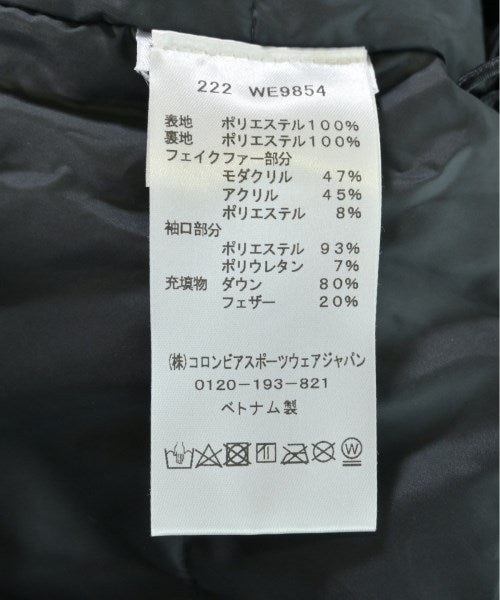 222 WE9854
表地 ポリエステル100%
裏地 ポリエステル100%
フェイクファー部分
モダクリル 47%
アクリル 45%
ポリエステル 8%
袖口部分
ポリエステル 93%
ポリウレタン 7%
充填物 ダウン 80%
フェザー 20%
(株)コロンビアスポーツウェアジャパン
0120-193-821
ベトナム製
W